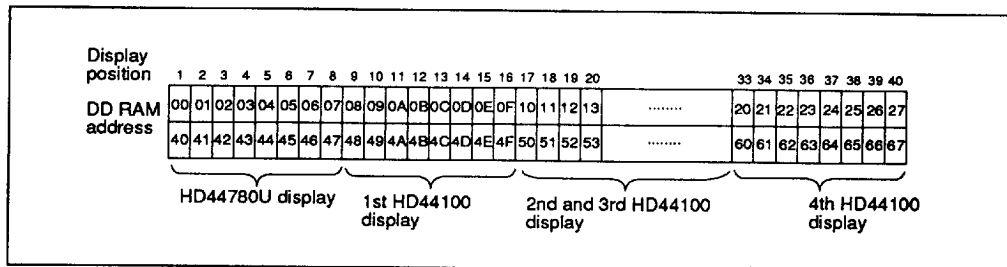 Display
position
1 2 3 4 5 6 7 8 9 10 11 12 13 14 15 16 17 18 19 20 33 34 35 36 37 38 39 40
DD RAM
address
00 01 02 03 04 05 06 07 08 09 0A 0B 0C 0D 0E 0F 10 11 12 13 ........ 20 21 22 23 24 25 26 27
40 41 42 43 44 45 46 47 48 49 4A 4B 4C 4D 4E 4F 50 51 52 53 ........ 60 61 62 63 64 65 66 67
HD44780U display
1st HD44100
display
2nd and 3rd HD44100
display
4th HD44100
display